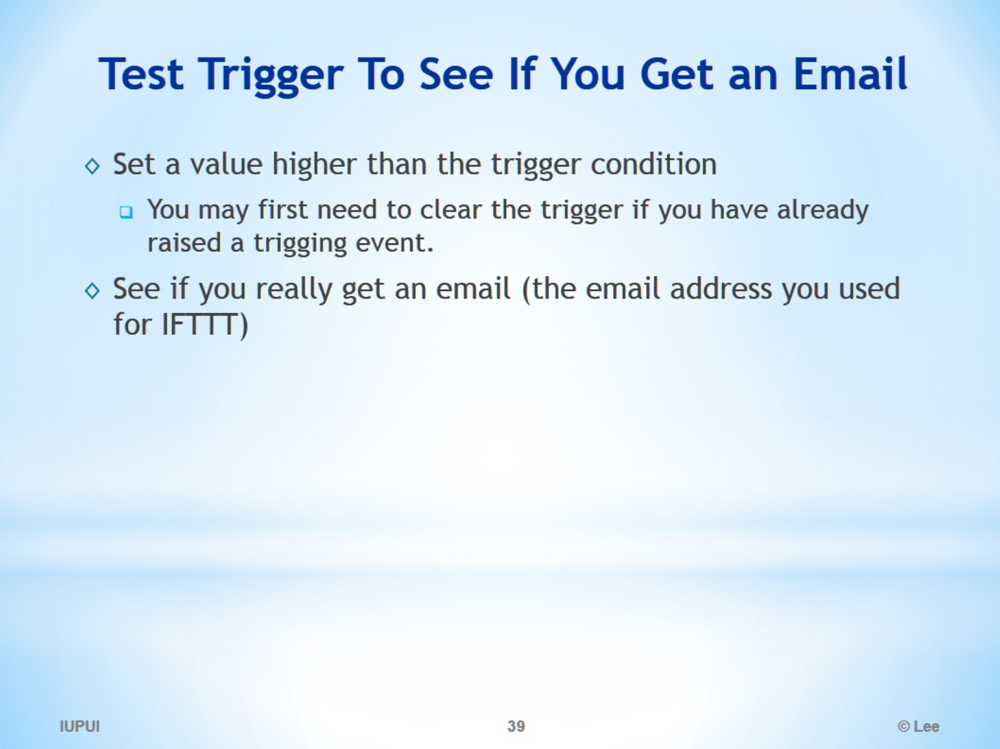 Test Trigger To See If You Get an Email
Set a value higher than the trigger condition
You may first need to clear the trigger if you have already
raised a trigging event.
See if you really get an email (the email address you used
for IFTTT)
IUPUI
39
© Lee